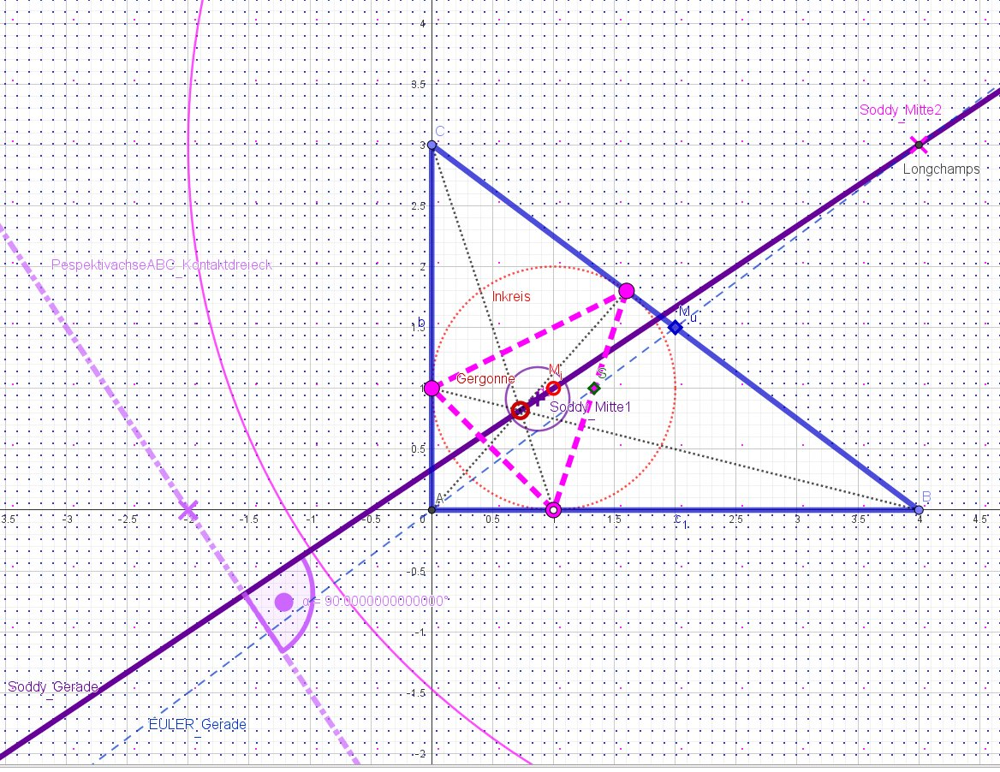 4
3.5
Soddy_Mitte2
C
3
Longchamps
2.5
PespektivachseABC_Kontaktdreieck
2
Inkreis
b
M_u
1.5
M_i
S
Gergonne
1
Soddy_Mitte1
0.5
A
B
3.5 -3 -2.5 -2 -1.5 -1 -0.5 0 0.5 1 1.5 c_1 2.5 3 3.5 4 4.5
-0.5
α = 90.0000000000000°
-1
Soddy_Gerade
-1.5
EULER_Gerade
-2